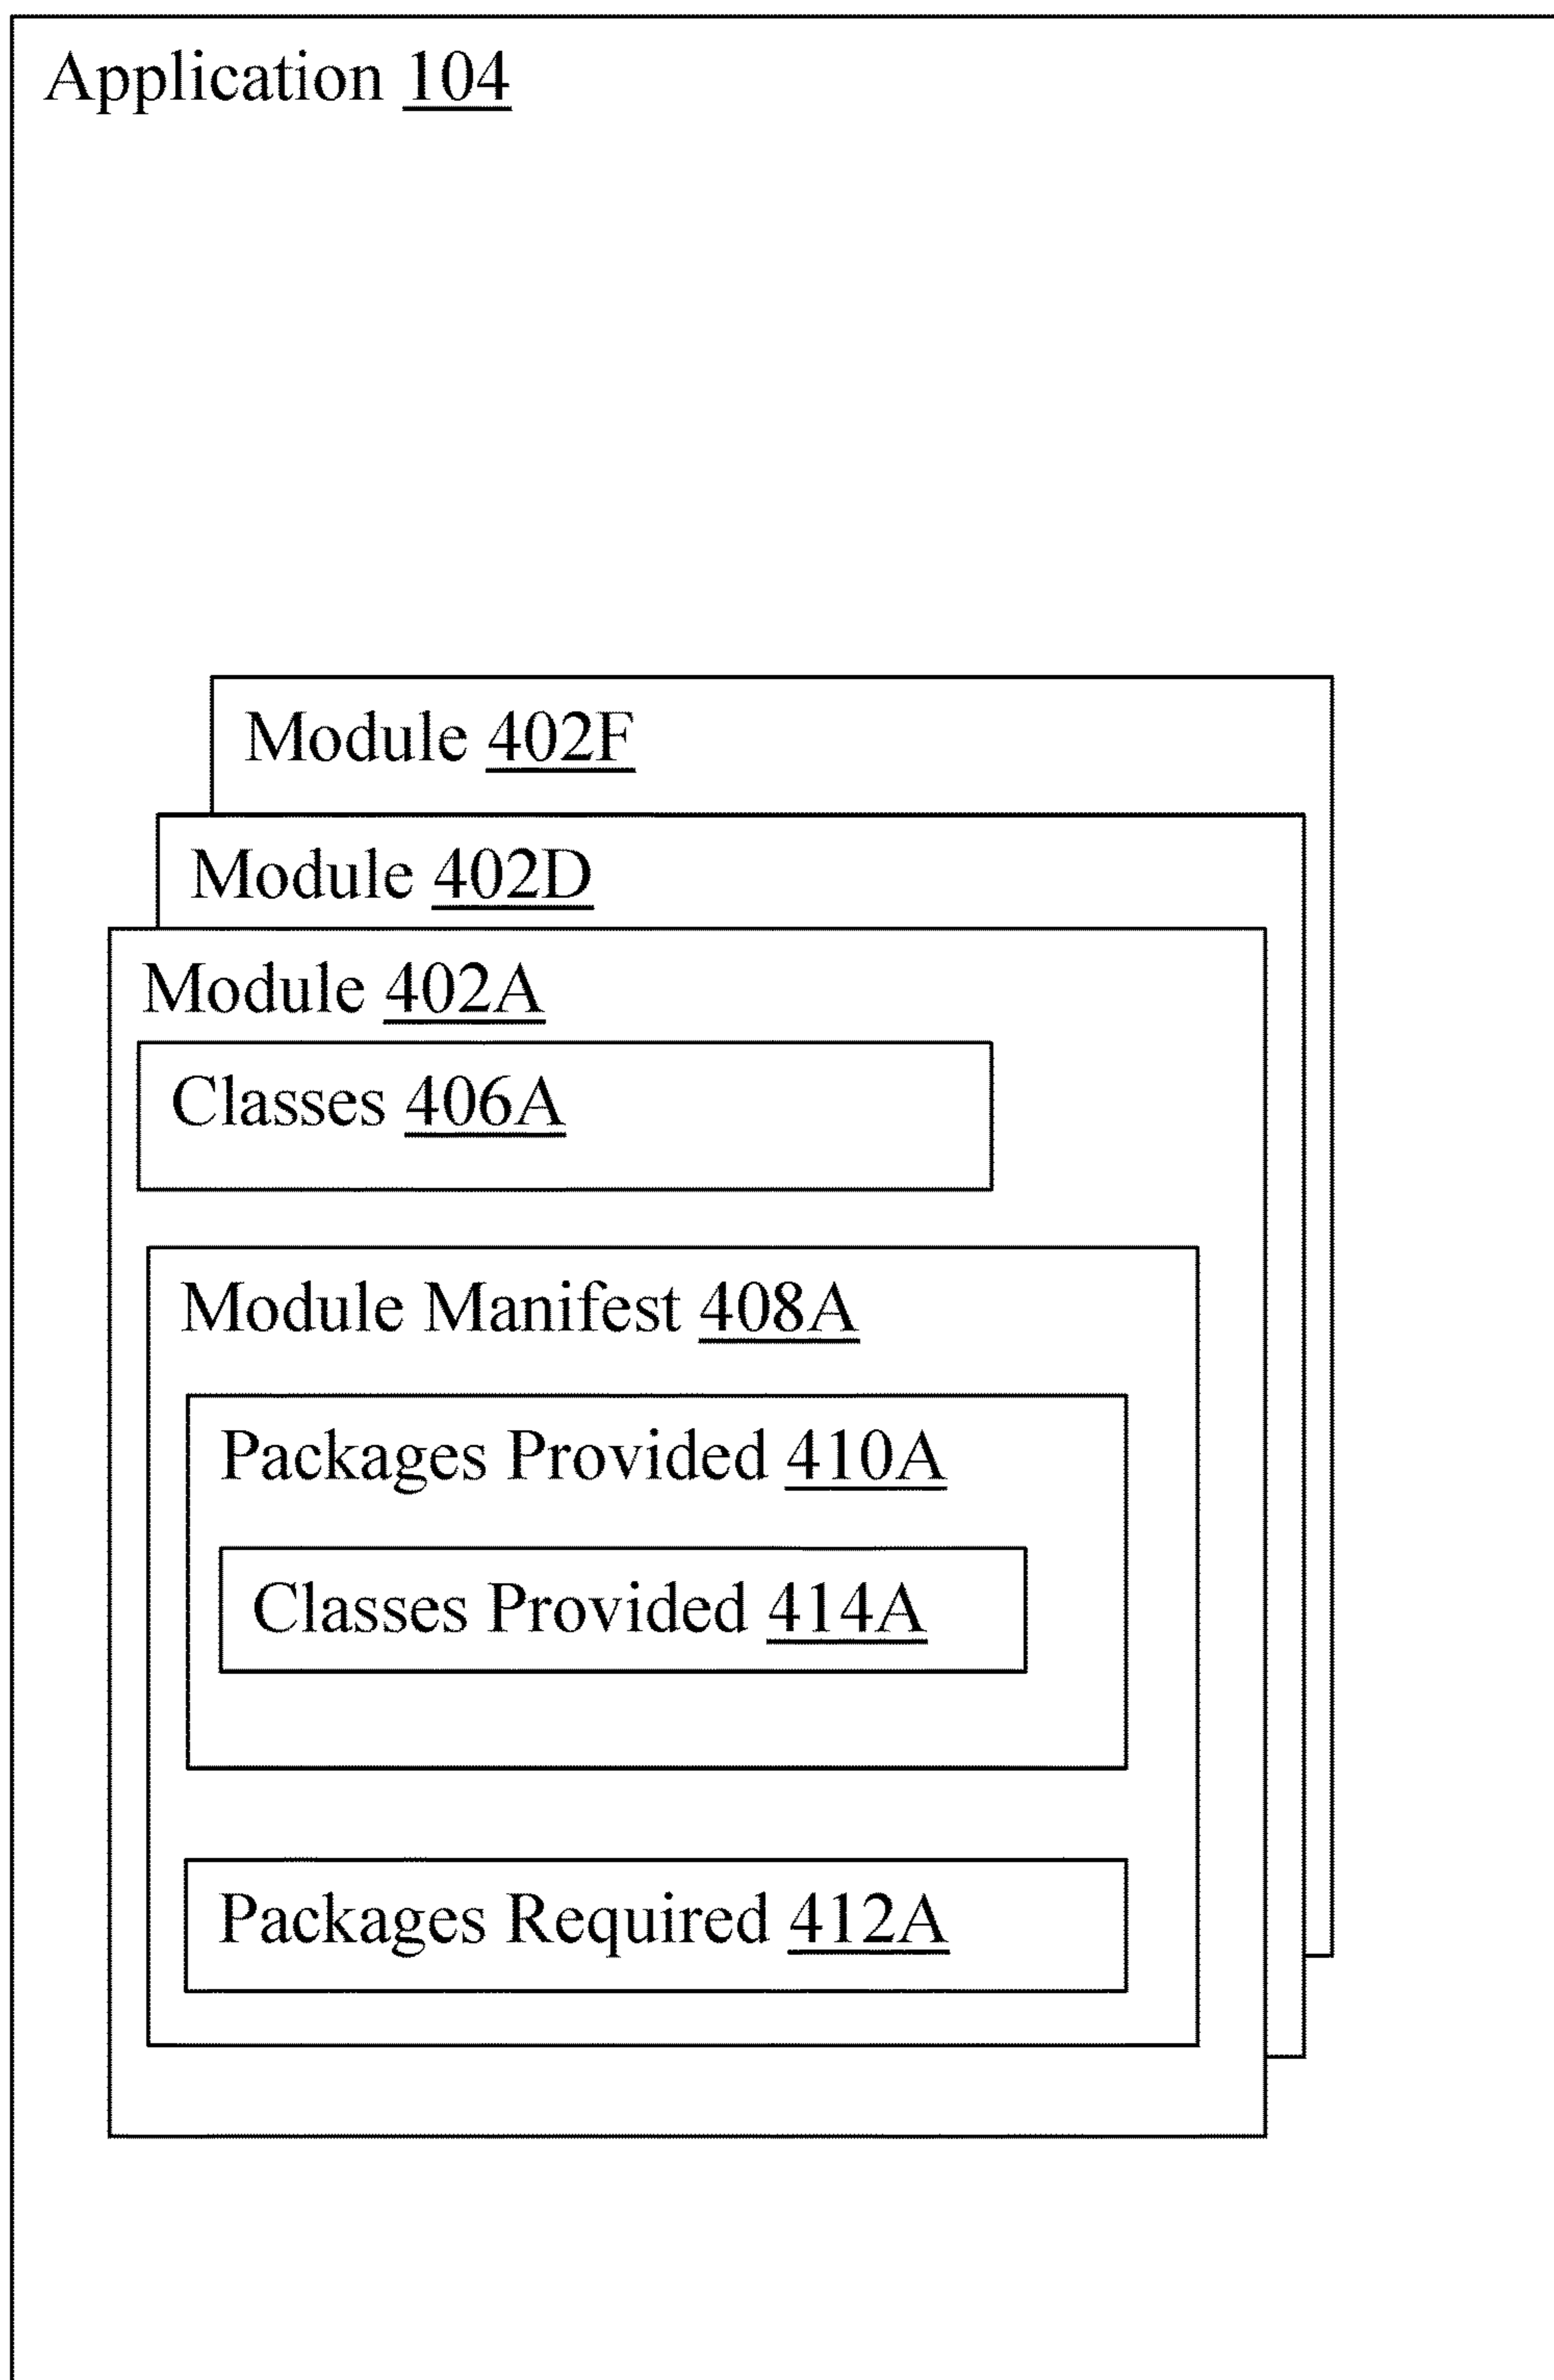 Application 104
Module 402F
Module 402D
Module 402A
Classes 406A
Module Manifest 408A
Packages Provided 410A
Classes Provided 414A
Packages Required 412A